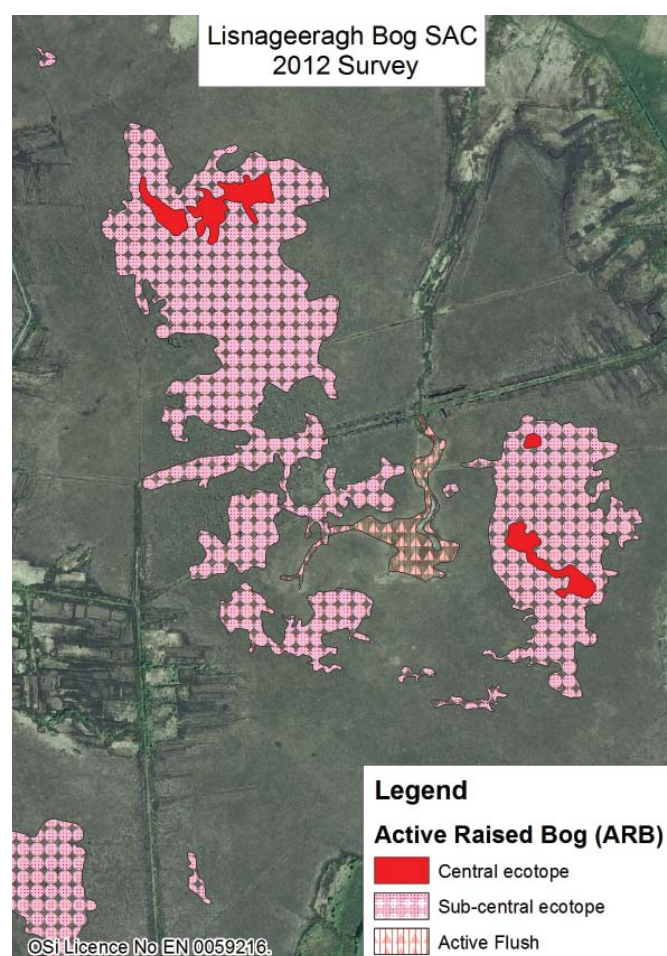 Lisnageeragh Bog SAC
2012 Survey
Legend
Active Raised Bog (ARB)
Central ecotope
Sub-central ecotope
Active Flush
OSi Licence No EN 0059216.